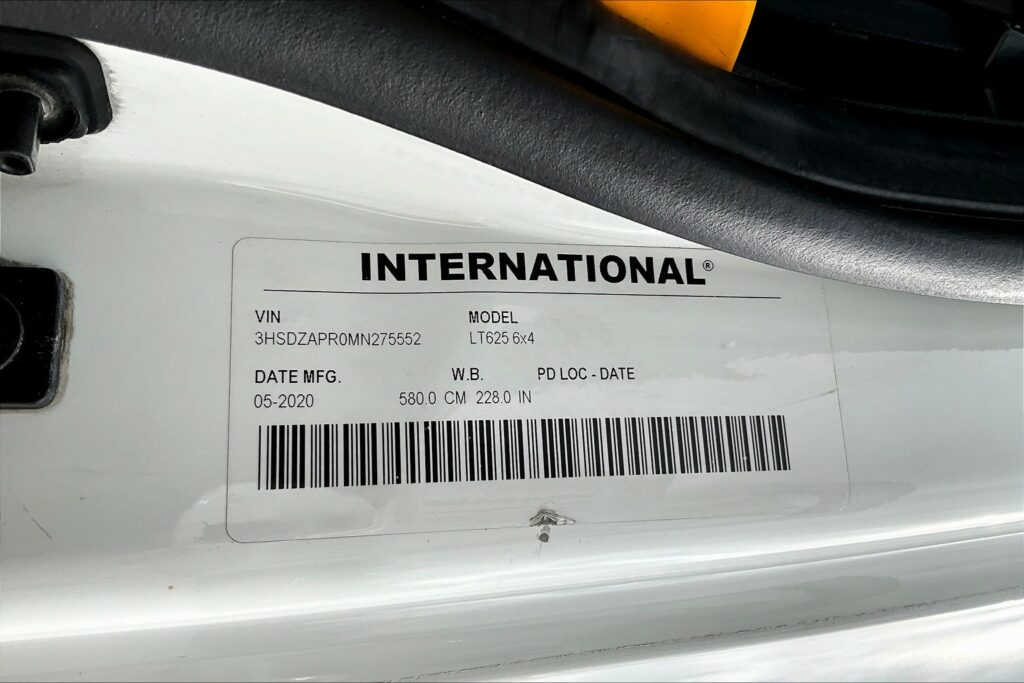 INTERNATIONAL®
VIN MODEL
3HSDZAPR0MN275552 LT625 6x4
DATE MFG. W.B. PD LOC - DATE
05-2020 580.0 CM 228.0 IN